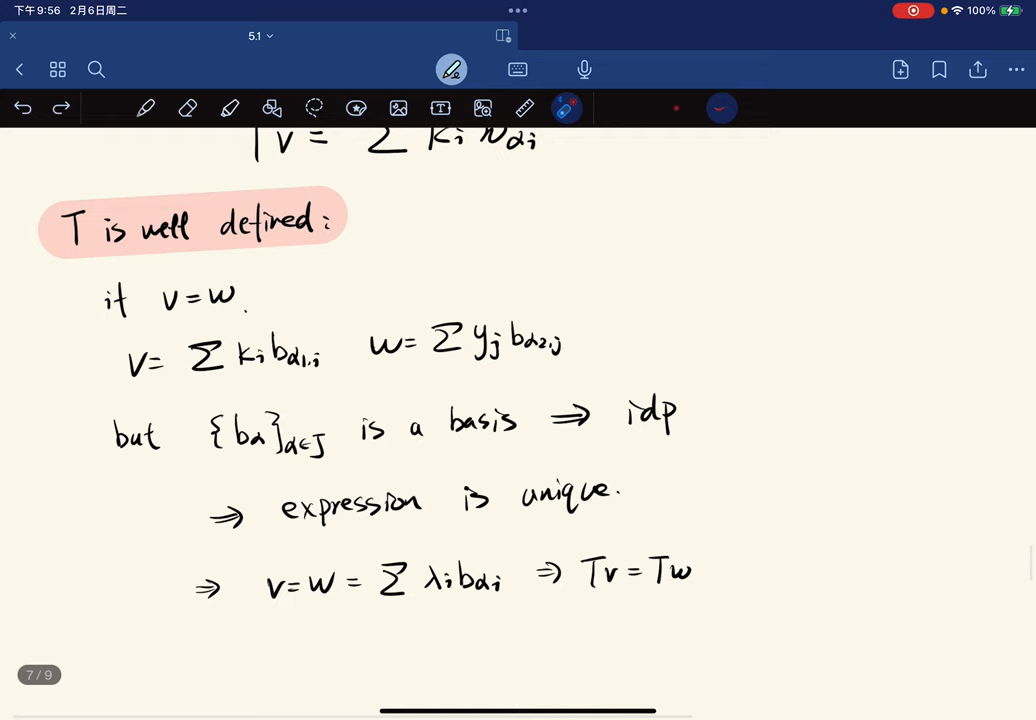 下午9:56 2月6日周二
100%
5.1
Tv = Σ ki wαi
T is well defined:
if v = w.
v = Σ ki bα1,i w = Σ yj bα2,j
but {bα}α∈J is a basis ⇒ idp
⇒ expression is unique.
⇒ v = w = Σ λi bαi ⇒ Tv = Tw
7 / 9